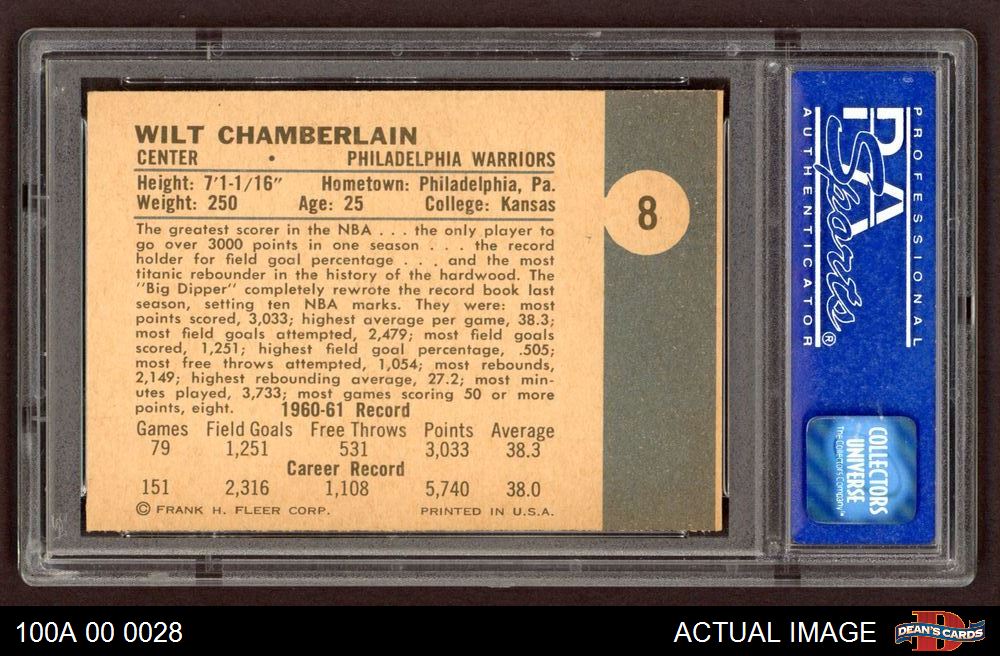 WILT CHAMBERLAIN
CENTER • PHILADELPHIA WARRIORS
Height: 7'1-1/16" Hometown: Philadelphia, Pa.
Weight: 250 Age: 25 College: Kansas
The greatest scorer in the NBA . . . the only player to
go over 3000 points in one season . . . the record
holder for field goal percentage . . . and the most
titanic rebounder in the history of the hardwood. The
"Big Dipper" completely rewrote the record book last
season, setting ten NBA marks. They were: most
points scored, 3,033; highest average per game, 38.3;
most field goals attempted, 2,479; most field goals
scored, 1,251; highest field goal percentage, .505;
most free throws attempted, 1,054; most rebounds,
2,149; highest rebounding average, 27.2; most min-
utes played, 3,733; most games scoring 50 or more
points, eight. 1960-61 Record
Games Field Goals Free Throws Points Average
79 1,251 531 3,033 38.3
Career Record
151 2,316 1,108 5,740 38.0
© FRANK H. FLEER CORP. PRINTED IN U.S.A.
8
PROFESSIONAL
PSA
Sports®
AUTHENTICATOR
COLLECTORS
UNIVERSE
The Collectors Company™
100A 00 0028
ACTUAL IMAGE
D
DEAN'S CARDS